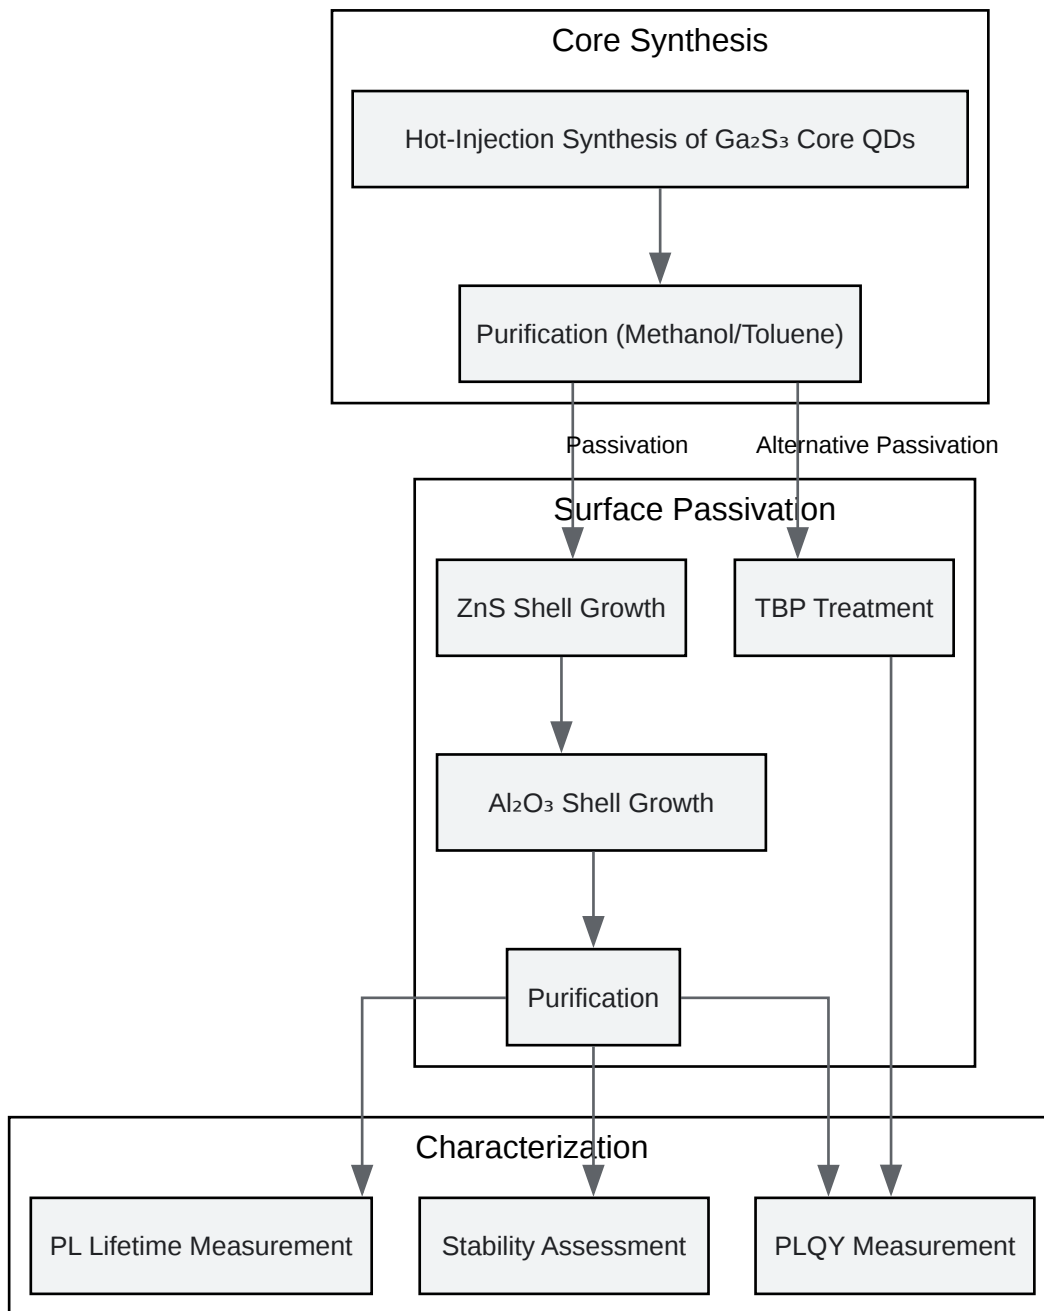 Core Synthesis
Hot-Injection Synthesis of Ga₂S₃ Core QDs
Purification (Methanol/Toluene)
Passivation
Alternative Passivation
Surface Passivation
ZnS Shell Growth
TBP Treatment
Al₂O₃ Shell Growth
Purification
Characterization
PL Lifetime Measurement
Stability Assessment
PLQY Measurement